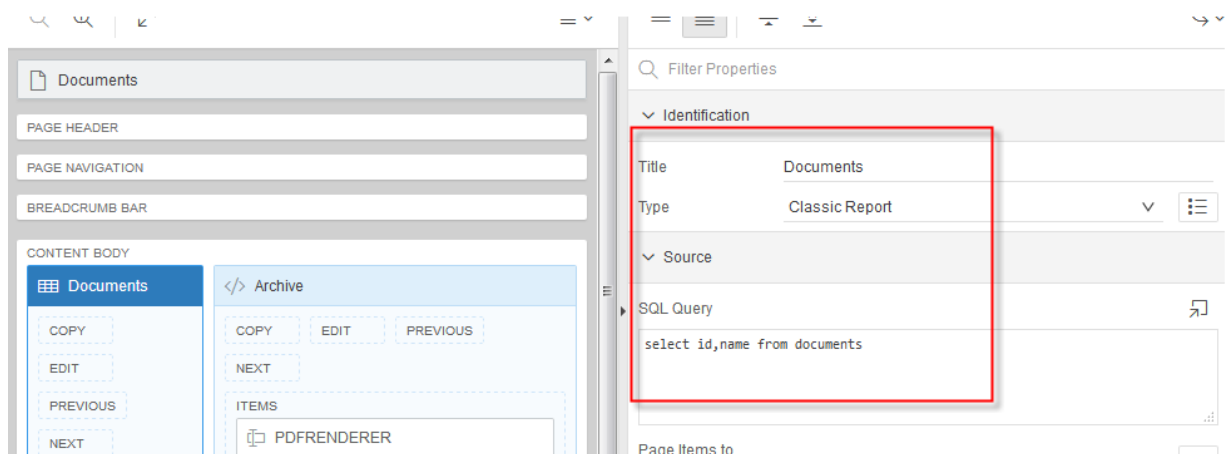 Documents
PAGE HEADER
PAGE NAVIGATION
BREADCRUMB BAR
CONTENT BODY
Documents
COPY
EDIT
PREVIOUS
NEXT
Archive
COPY EDIT PREVIOUS
NEXT
ITEMS
PDFRENDERER
Filter Properties
Identification
Title Documents
Type Classic Report
Source
SQL Query
select id,name from documents
Page Items to